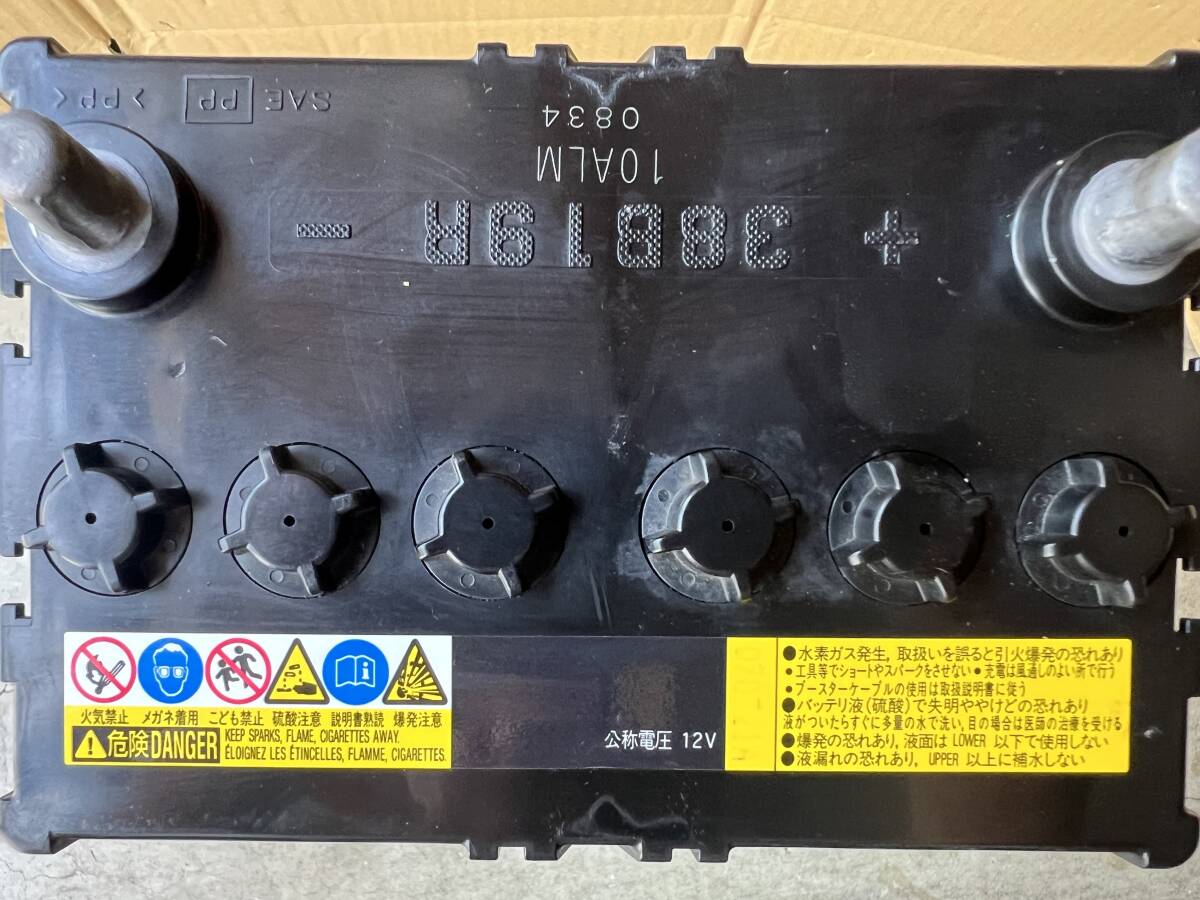 >PP< PP SAE
0834
10ALM
- 38B19R +
火気禁止 メガネ着用 こども禁止 硫酸注意 説明書熟読 爆発注意
危険DANGER
KEEP SPARKS, FLAME, CIGARETTES AWAY.
ÉLOIGNEZ LES ÉTINCELLES, FLAMME, CIGARETTES.
公称電圧 12V
●水素ガス発生, 取扱いを誤ると引火爆発の恐れあり
●工具等でショートやスパークをさせない ●充電は風通しのよい所で行う
●ブースターケーブルの使用は取扱説明書に従う
●バッテリ液(硫酸)で失明ややけどの恐れあり
液がついたらすぐに多量の水で洗い, 目の場合は医師の治療を受ける
●爆発の恐れあり, 液面は LOWER 以下で使用しない
●液漏れの恐れあり, UPPER 以上に補水しない